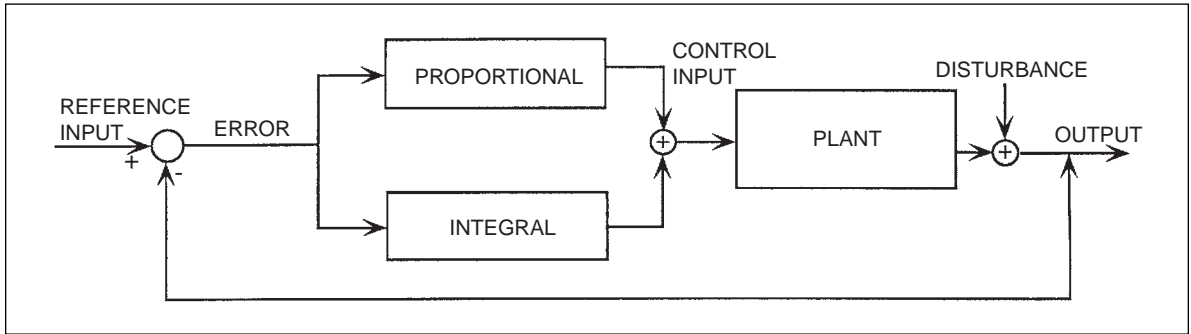 REFERENCE
INPUT
+
-
ERROR
PROPORTIONAL
INTEGRAL
CONTROL
INPUT
+
PLANT
DISTURBANCE
+
OUTPUT